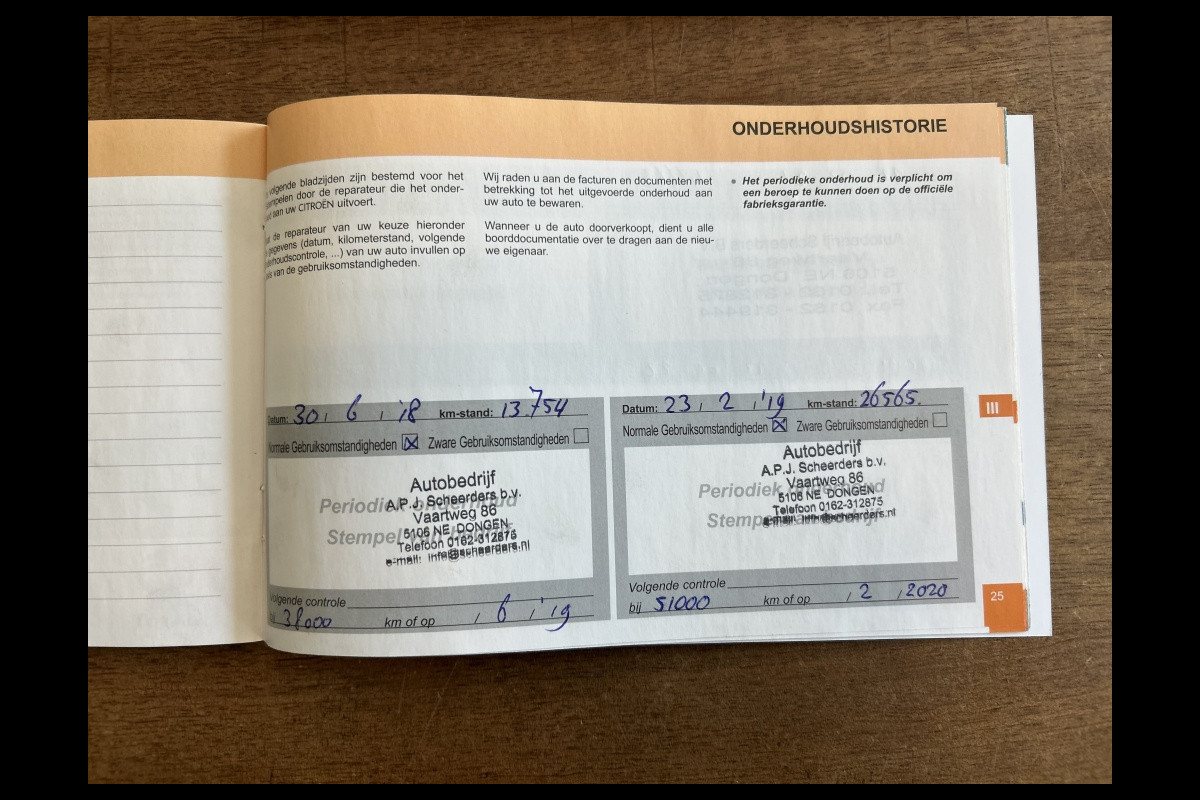 ONDERHOUDSHISTORIE
volgende bladzijden zijn bestemd voor het
door de reparateur die het onder-
aan uw CITROËN uitvoert.
de reparateur van uw keuze hieronder
gegevens (datum, kilometerstand, volgende
...) van uw auto invullen op
van de gebruiksomstandigheden.
Wij raden u aan de facturen en documenten met
betrekking tot het uitgevoerde onderhoud aan
uw auto te bewaren.
Wanneer u de auto doorverkoopt, dient u alle
boorddocumentatie over te dragen aan de nieu-
we eigenaar.
• Het periodieke onderhoud is verplicht om
een beroep te kunnen doen op de officiële
fabrieksgarantie.
Datum: 30 / 6 / '18 km-stand: 13.754
Normale Gebruiksomstandigheden Zware Gebruiksomstandigheden
Periodiek onderhoud
Stempel
Autobedrijf
A.P.J. Scheerders b.v.
Vaartweg 86
5106 NE DONGEN
Telefoon 0162-312875
e-mail: info@scheerders.nl
Volgende controle
38000 km of op / 6 / '19
Datum: 23 / 2 / '19 km-stand: 26565.
Normale Gebruiksomstandigheden Zware Gebruiksomstandigheden
Periodiek onderhoud
Stempel
Autobedrijf
A.P.J. Scheerders b.v.
Vaartweg 86
5106 NE DONGEN
Telefoon 0162-312875
e-mail: info@scheerders.nl
Volgende controle
bij 51000 km of op / 2 / 2020
III
25